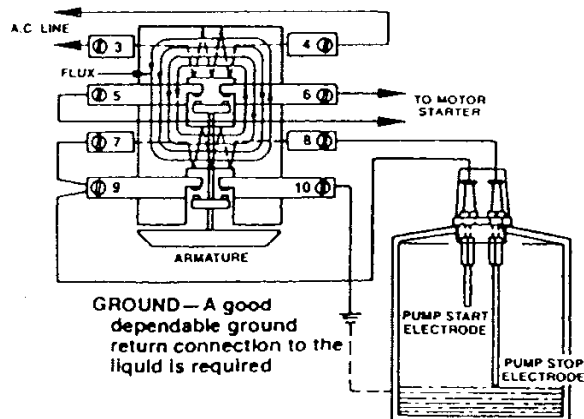 A.C. LINE
3
4
FLUX
5
6
TO MOTOR
STARTER
7
8
9
10
ARMATURE
GROUND—A good
dependable ground
return connection to the
liquid is required
PUMP START
ELECTRODE
PUMP STOP
ELECTRODE